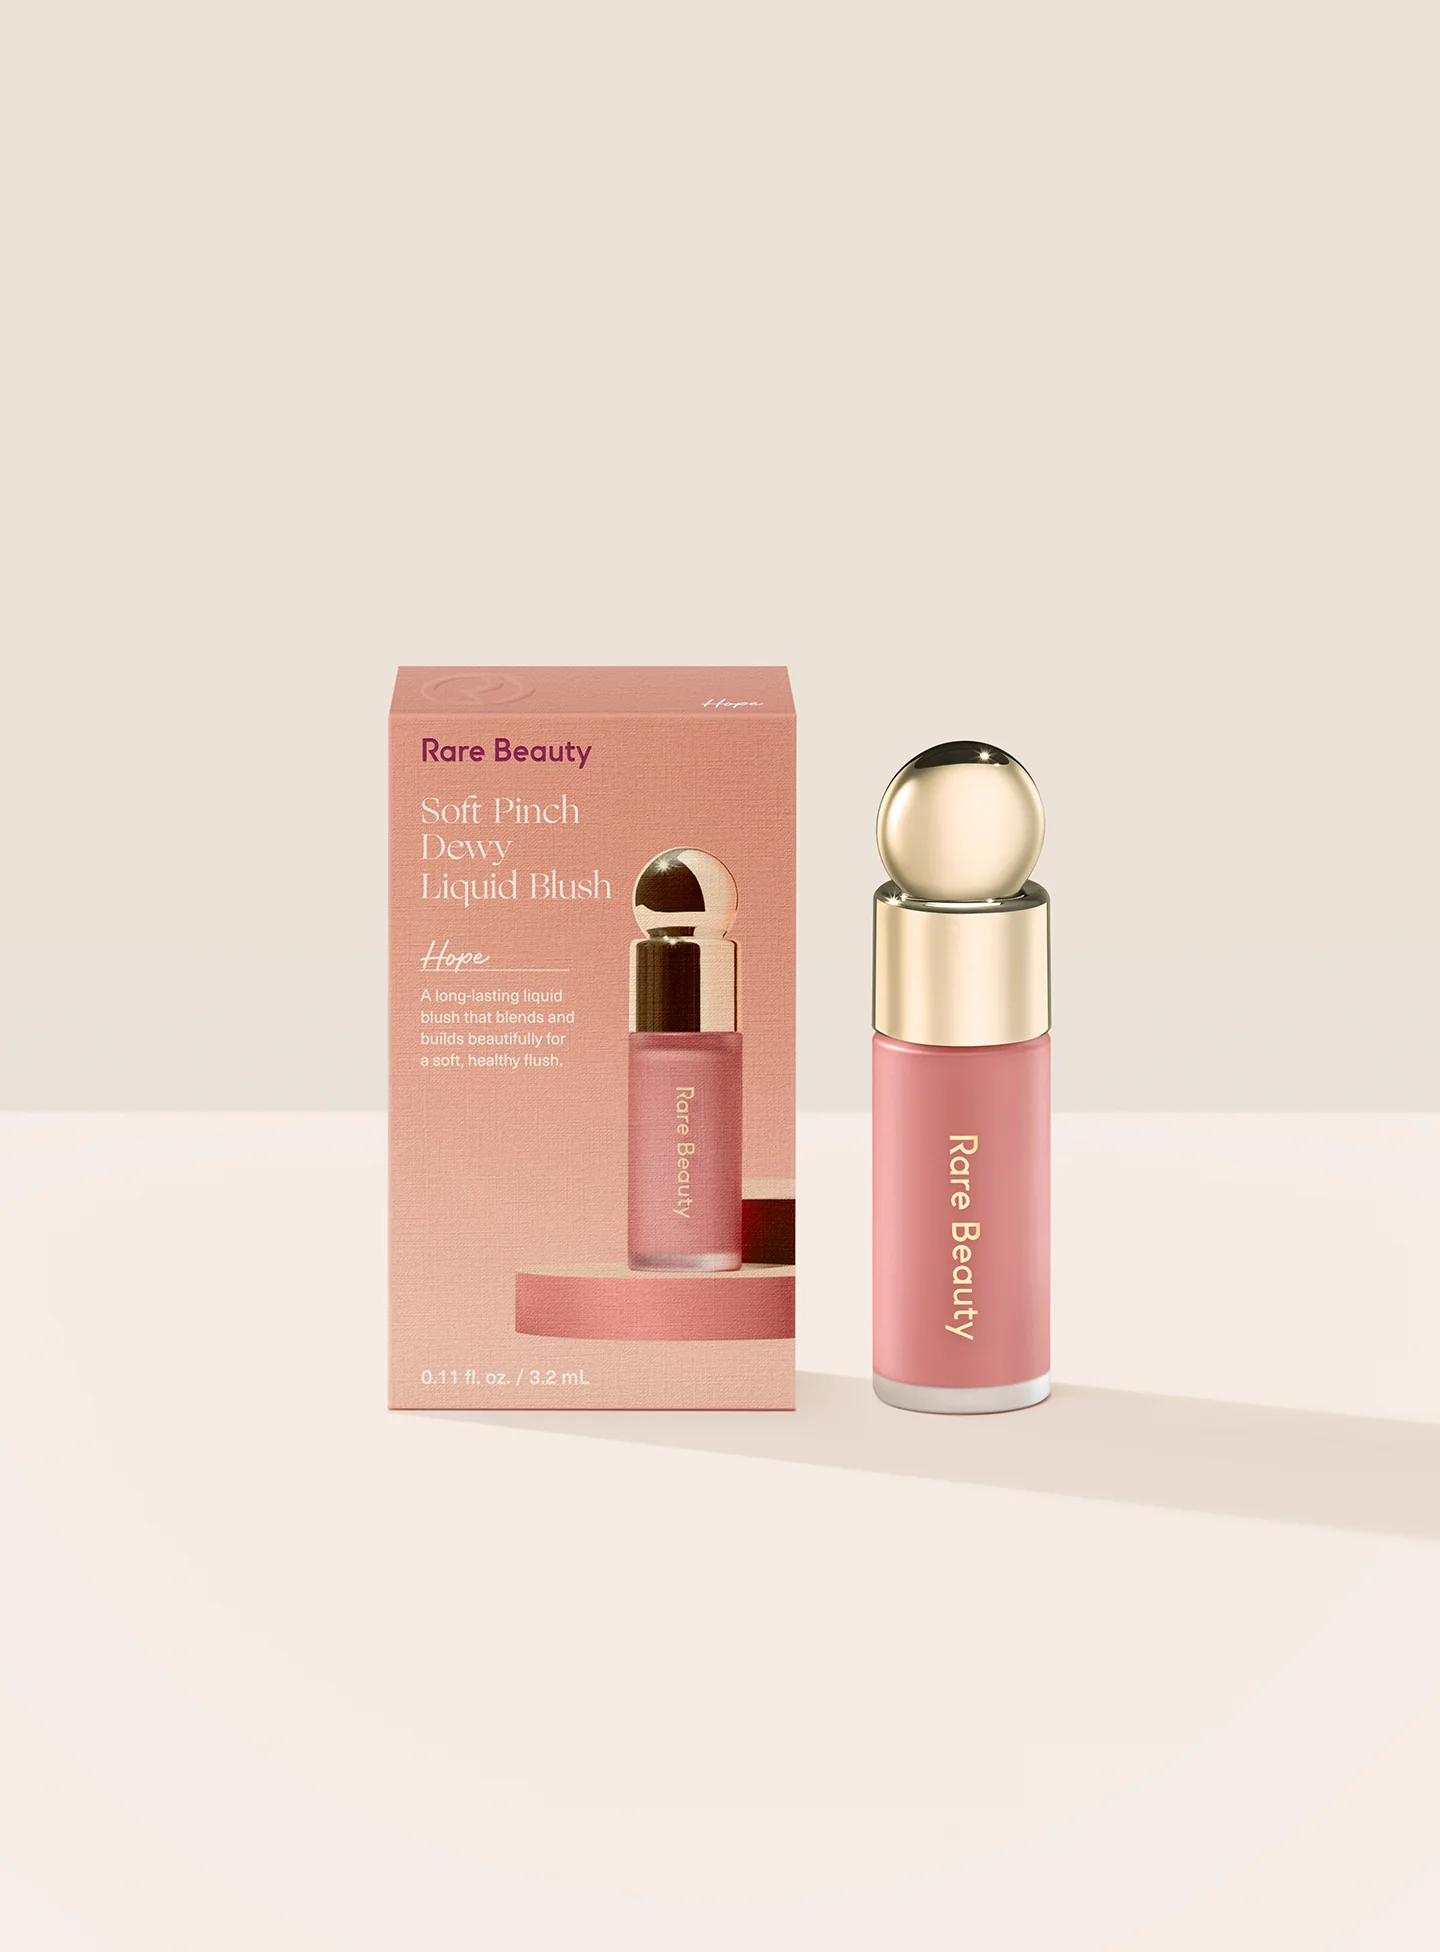 Hope
Rare Beauty
Soft Pinch
Dewy
Liquid Blush
Hope
A long-lasting liquid
blush that blends and
builds beautifully for
a soft, healthy flush.
Rare Beauty
0.11 fl. oz. / 3.2 mL
Rare Beauty